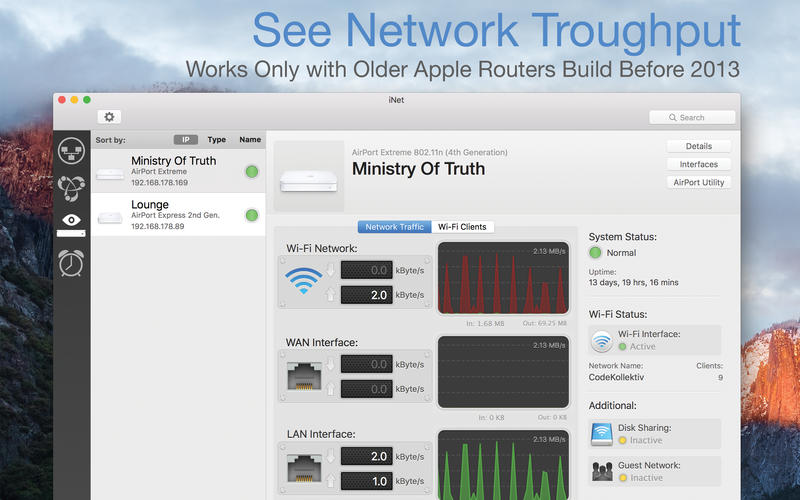 See Network Troughput
Works Only with Older Apple Routers Build Before 2013
iNet
Search
Sort by:
IP
Type
Name
Ministry Of Truth
AirPort Extreme
192.168.178.169
Lounge
AirPort Express 2nd Gen.
192.168.178.89
AirPort Extreme 802.11n (4th Generation)
Ministry Of Truth
Details
Interfaces
AirPort Utility
Network Traffic
Wi-Fi Clients
Wi-Fi Network:
0.0 kByte/s
2.0 kByte/s
2.13 MB/s
In: 1.68 MB
Out: 69.25 MB
WAN Interface:
0.0 kByte/s
0.0 kByte/s
2.13 MB/s
In: 0 KB
Out: 0 KB
LAN Interface:
2.0 kByte/s
1.0 kByte/s
2.13 MB/s
System Status:
Normal
Uptime:
13 days, 19 hrs, 16 mins
Wi-Fi Status:
Wi-Fi Interface:
Active
Network Name:
Clients:
CodeKollektiv
9
Additional:
Disk Sharing:
Inactive
Guest Network:
Inactive